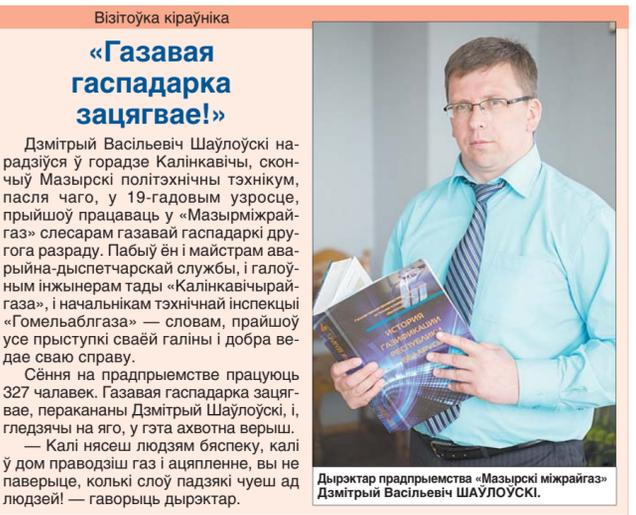 Візітоўка кіраўніка
«Газавая
гаспадарка
зацягвае!»
Дзмітрый Васільевіч Шаўлоўскі на-
радзіўся ў горадзе Калінкавічы, скон-
чыў Мазырскі політэхнічны тэхнікум,
пасля чаго, у 19-гадовым узросце,
прыйшоў працаваць у «Мазырміжрай-
газ» слесарам газавай гаспадаркі дру-
гога разраду. Пабыў ён і майстрам ава-
рыйна-дыспетчарскай службы, і галоў-
ным інжынерам тады «Калінкавічырай-
газа», і начальнікам тэхнічнай інспекцыі
«Гомельаблгаза» — словам, прайшоў
усе прыступкі сваёй галіны і добра ве-
дае сваю справу.
Сёння на прадпрыемстве працуюць
327 чалавек. Газавая гаспадарка зацяг-
вае, перакананы Дзмітрый Шаўлоўскі, і,
гледзячы на яго, у гэта ахвотна верыш.
— Калі нясеш людзям бяспеку, калі
ў дом праводзіш газ і ацяпленне, вы не
паверыце, колькі слоў падзякі чуеш ад
людзей! — гаворыць дырэктар.
ИСТОРИЯ
ГАЗИФИКАЦИИ
РЕСПУБЛИКИ
Дырэктар прадпрыемства «Мазырскі міжрайгаз»
Дзмітрый Васільевіч ШАЎЛОЎСКІ.